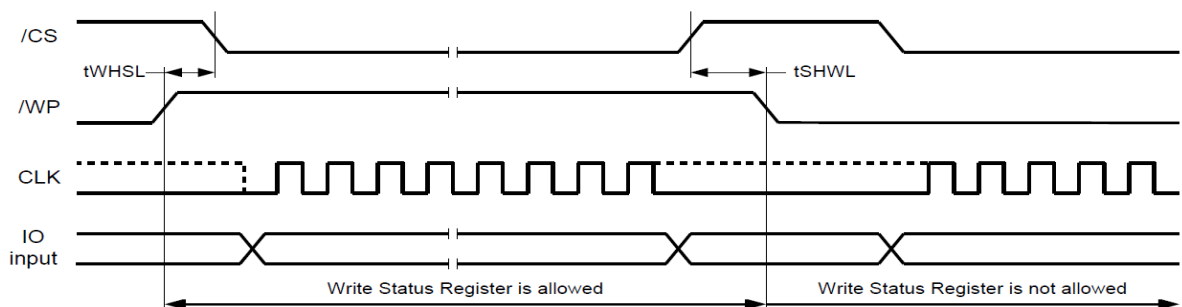 /CS
tWHSL
tSHWL
/WP
CLK
IO
input
Write Status Register is allowed
Write Status Register is not allowed